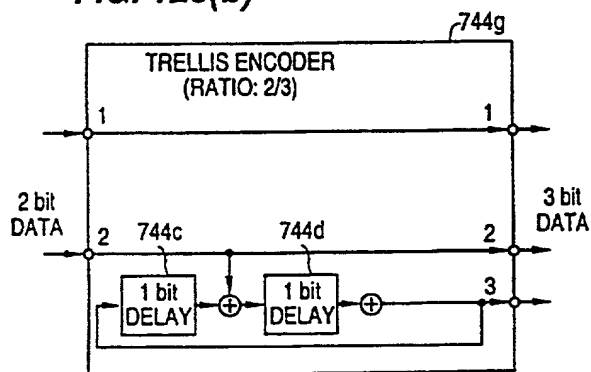 744g
TRELLIS ENCODER
(RATIO: 2/3)
1 1
2 bit
DATA
3 bit
DATA
2 744c 744d 2
3
1 bit
DELAY
1 bit
DELAY